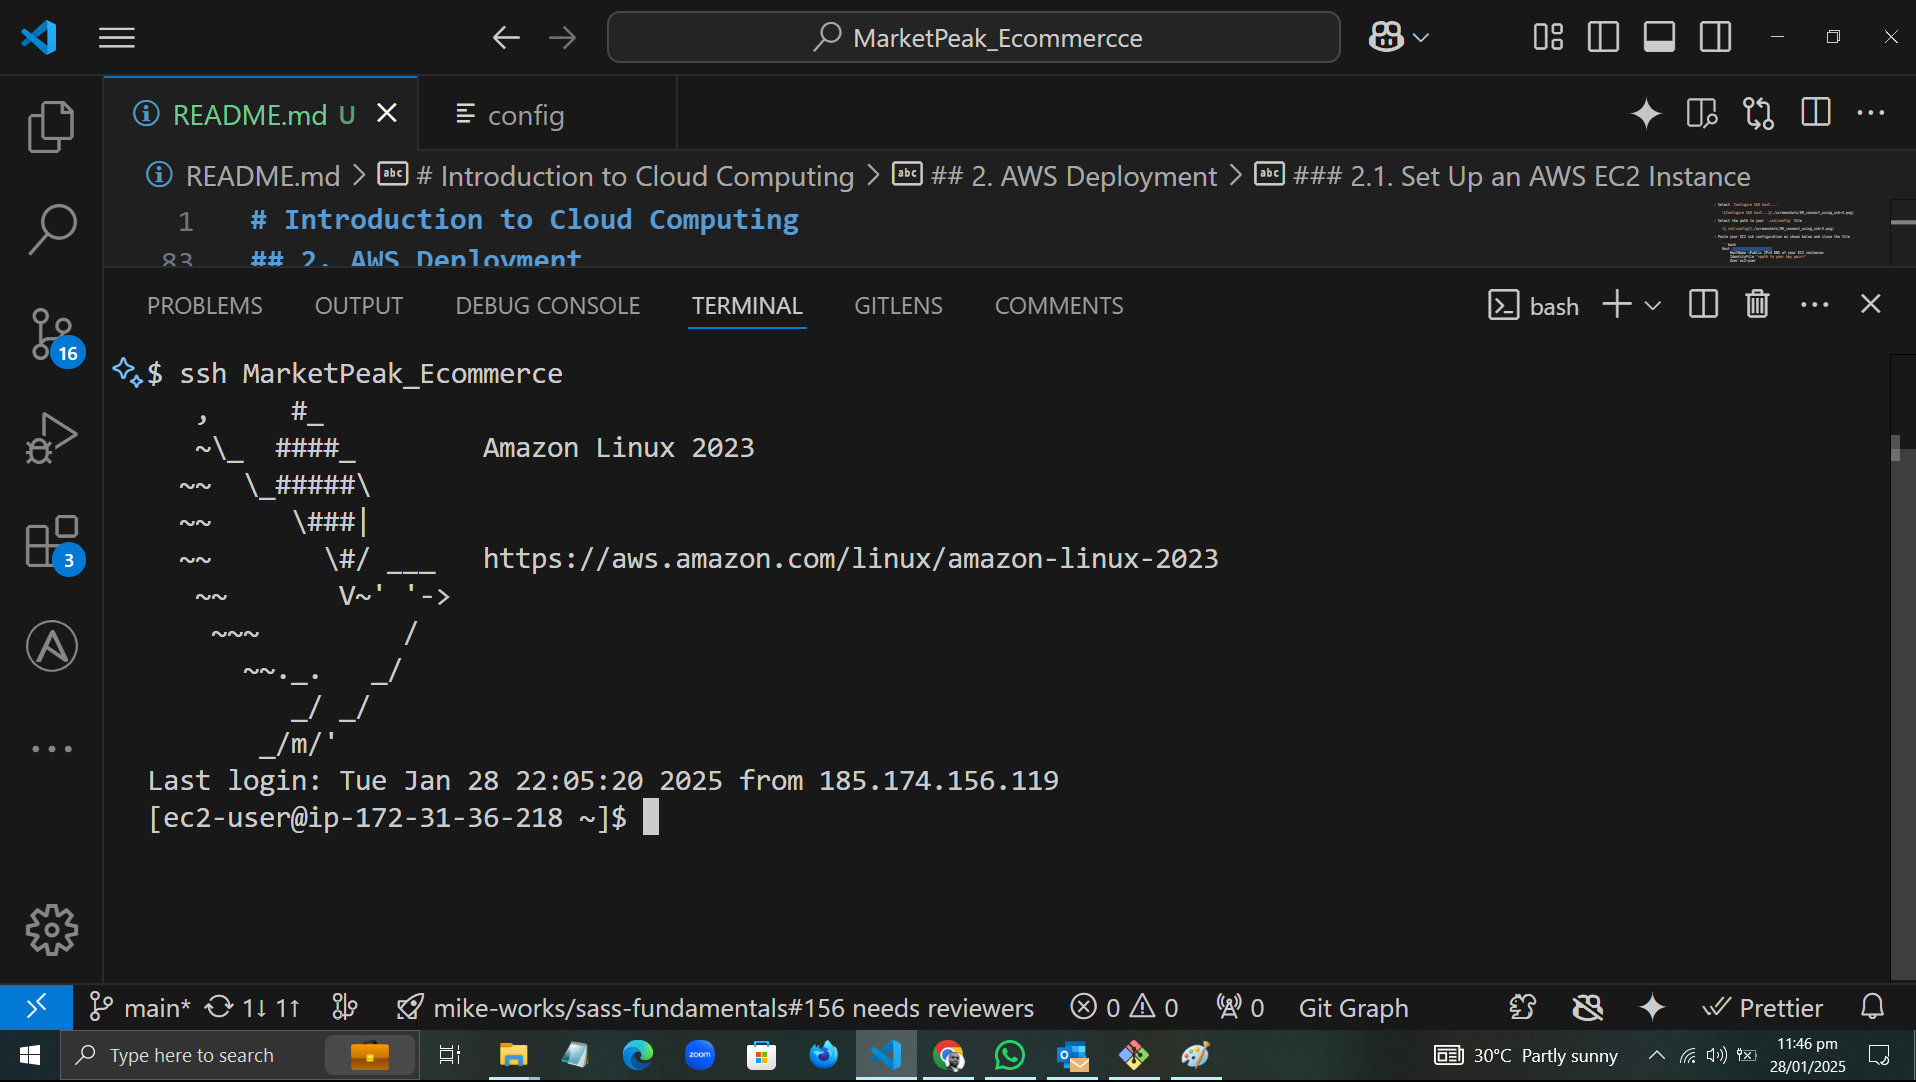 MarketPeak_Ecommercce
README.md U
config
README.md > # Introduction to Cloud Computing > ## 2. AWS Deployment > ### 2.1. Set Up an AWS EC2 Instance
1 # Introduction to Cloud Computing
83 ## 2. AWS Deployment
PROBLEMS OUTPUT DEBUG CONSOLE TERMINAL GITLENS COMMENTS bash
16
3
$ ssh MarketPeak_Ecommerce
   ,     #_
   ~\_  ####_        Amazon Linux 2023
  ~~  \_#####\
  ~~     \###|
  ~~       \#/ ___   https://aws.amazon.com/linux/amazon-linux-2023
   ~~       V~' '->
    ~~~         /
      ~~._.   _/
         _/ _/
       _/m/'
Last login: Tue Jan 28 22:05:20 2025 from 185.174.156.119
[ec2-user@ip-172-31-36-218 ~]$
main* 1↓ 1↑ mike-works/sass-fundamentals#156 needs reviewers 0 0 0 Git Graph Prettier
Type here to search
zoom
30°C Partly sunny
11:46 pm
28/01/2025